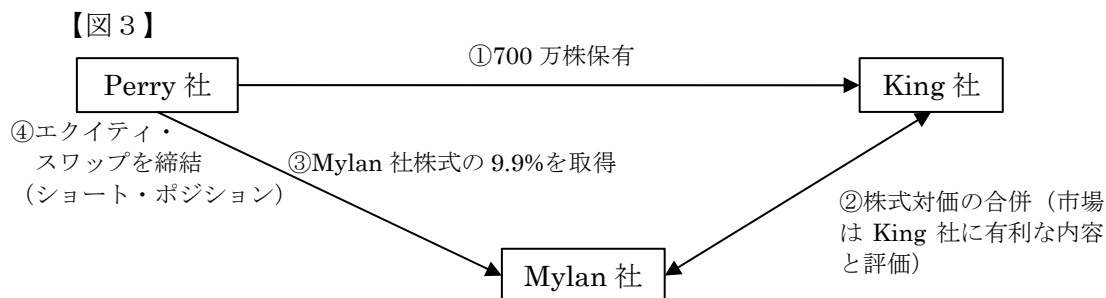 【図３】
①700 万株保有
Perry 社
King 社
④エクイティ・
スワップを締結
（ショート・ポジション）
③Mylan 社株式の 9.9%を取得
②株式対価の合併（市場
は King 社に有利な内容
と評価）
Mylan 社